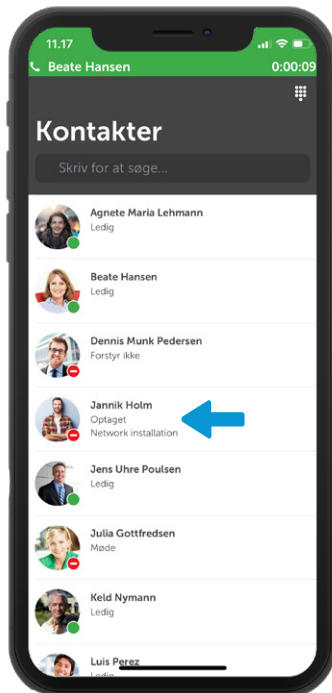 11.17
Beate Hansen 0:00:09
Kontakter
Skriv for at søge...
Agnete Maria Lehmann
Ledig
Beate Hansen
Ledig
Dennis Munk Pedersen
Forstyr ikke
Jannik Holm
Optaget
Network installation
Jens Uhre Poulsen
Ledig
Julia Gottfredsen
Møde
Keld Nymann
Ledig
Luis Perez
Ledig